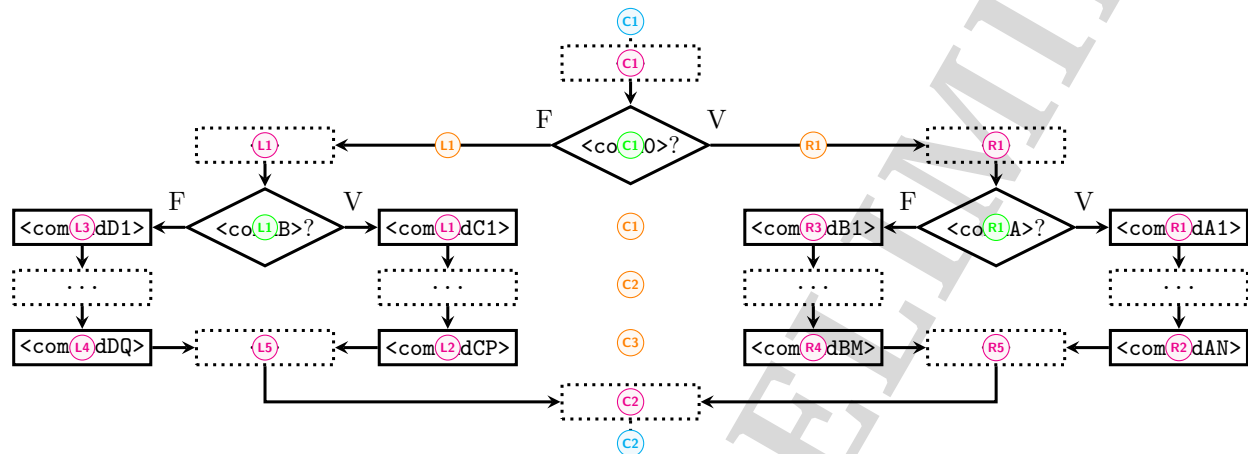 C1
C1
F V
L1 L1 <co C1 O>? R1 R1
F V F V
<com L3 dD1> <co L1 B>? <com L1 dC1> C1 <com R3 dB1> <co R1 A>? <com R1 dA1>
... ... C2 ... ...
<com L4 dDQ> L5 <com L2 dCP> C3 <com R4 dBM> R5 <com R2 dAN>
C2
C2
ELIMI